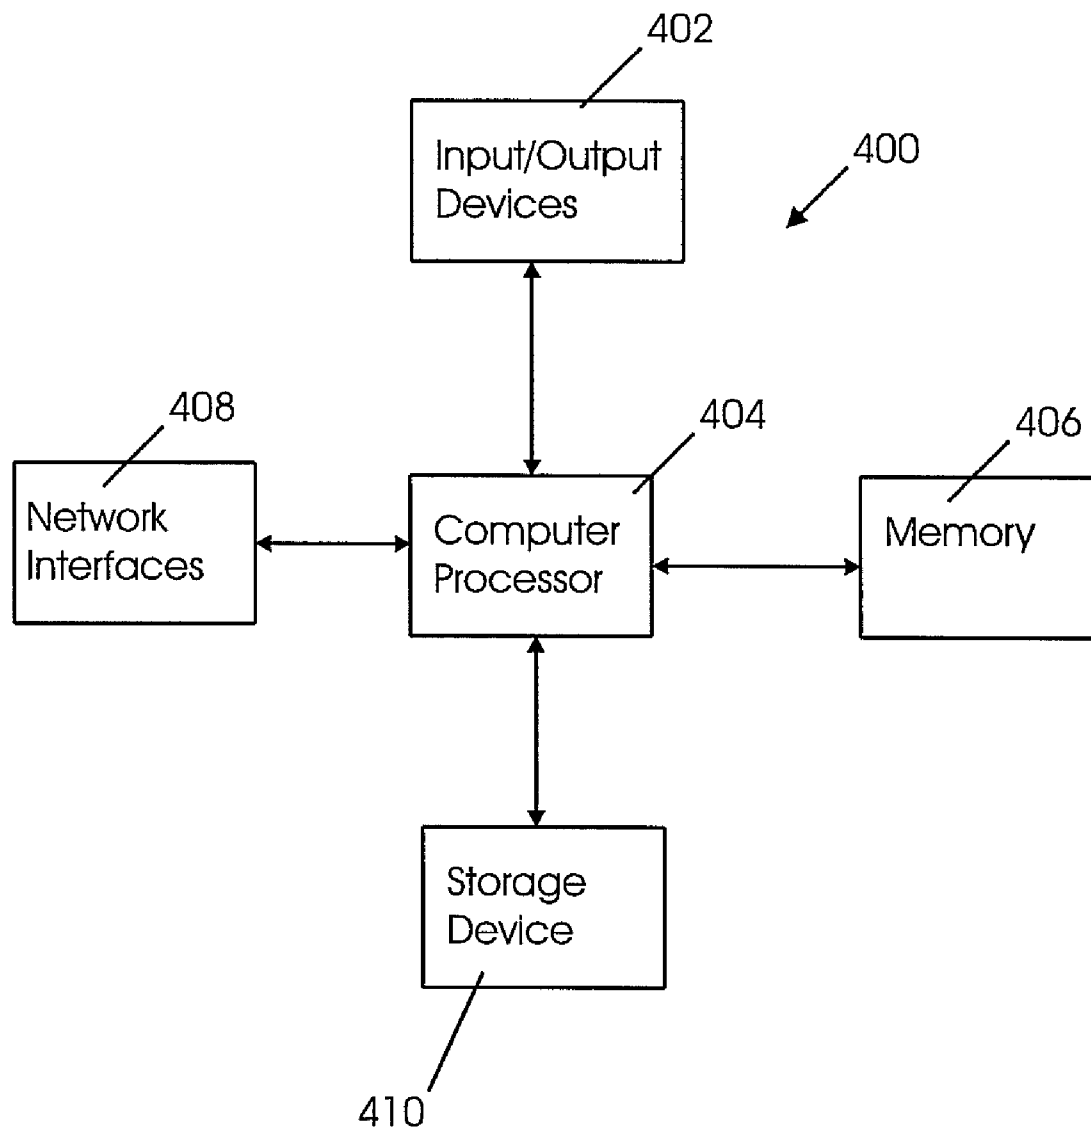 402
Input/Output
Devices
400
408
Network
Interfaces
404
Computer
Processor
406
Memory
Storage
Device
410